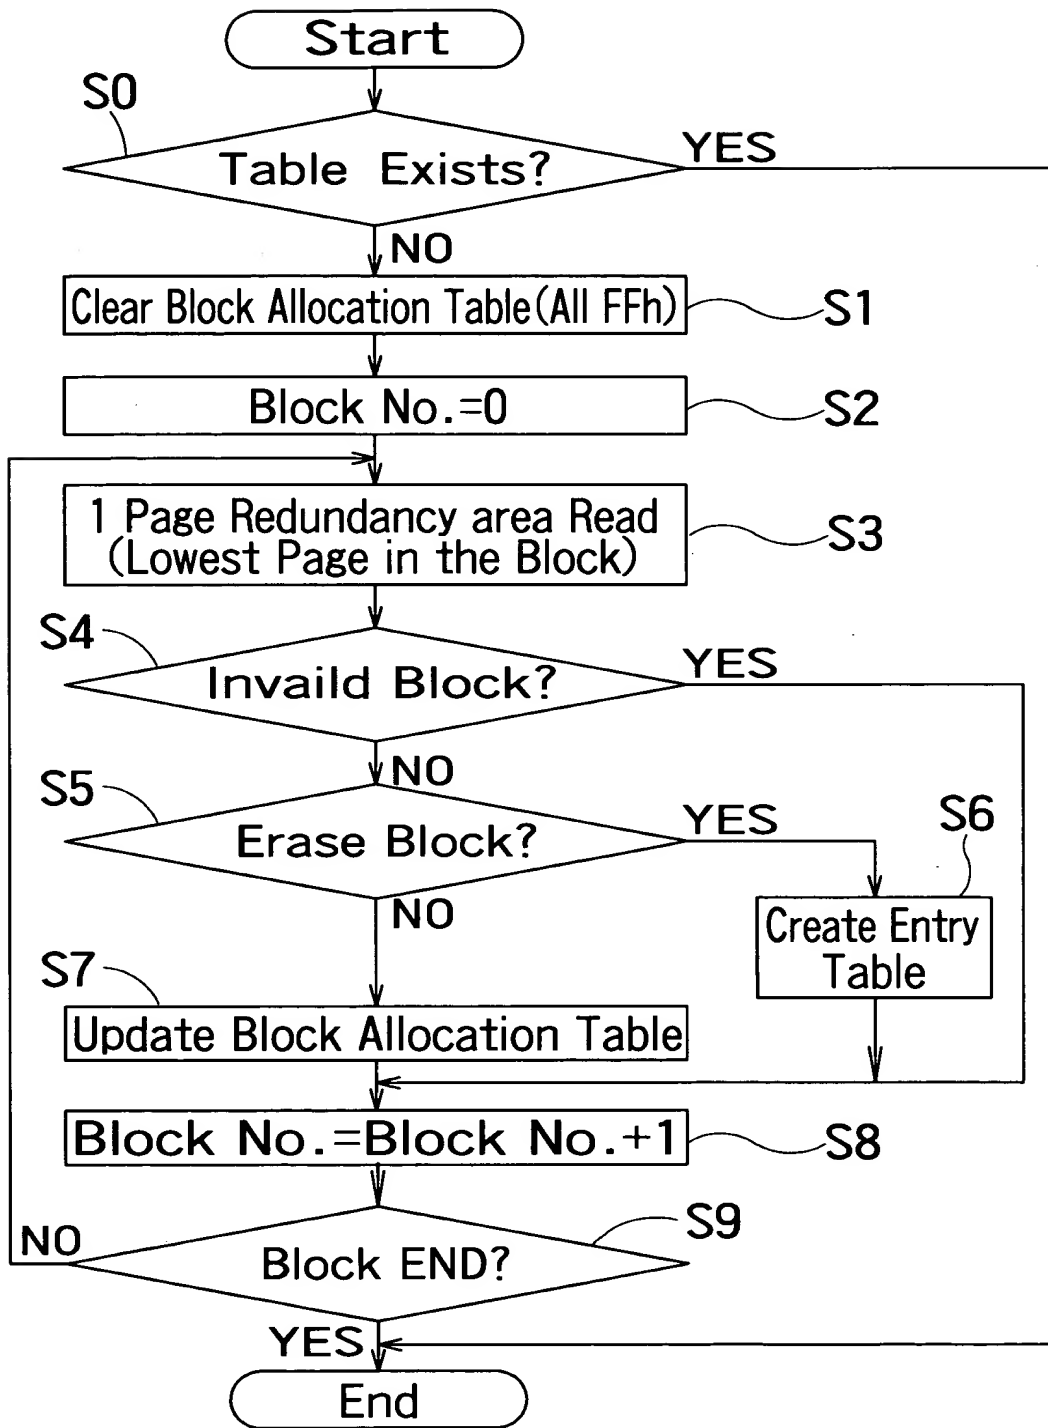 Start
S0
Table Exists?
YES
NO
Clear Block Allocation Table(All FFh)
S1
Block No.=0
S2
1 Page Redundancy area Read
(Lowest Page in the Block)
S3
S4
Invaild Block?
YES
NO
S5
Erase Block?
YES
S6
NO
Create Entry
Table
S7
Update Block Allocation Table
Block No.=Block No.+1
S8
S9
NO
Block END?
YES
End